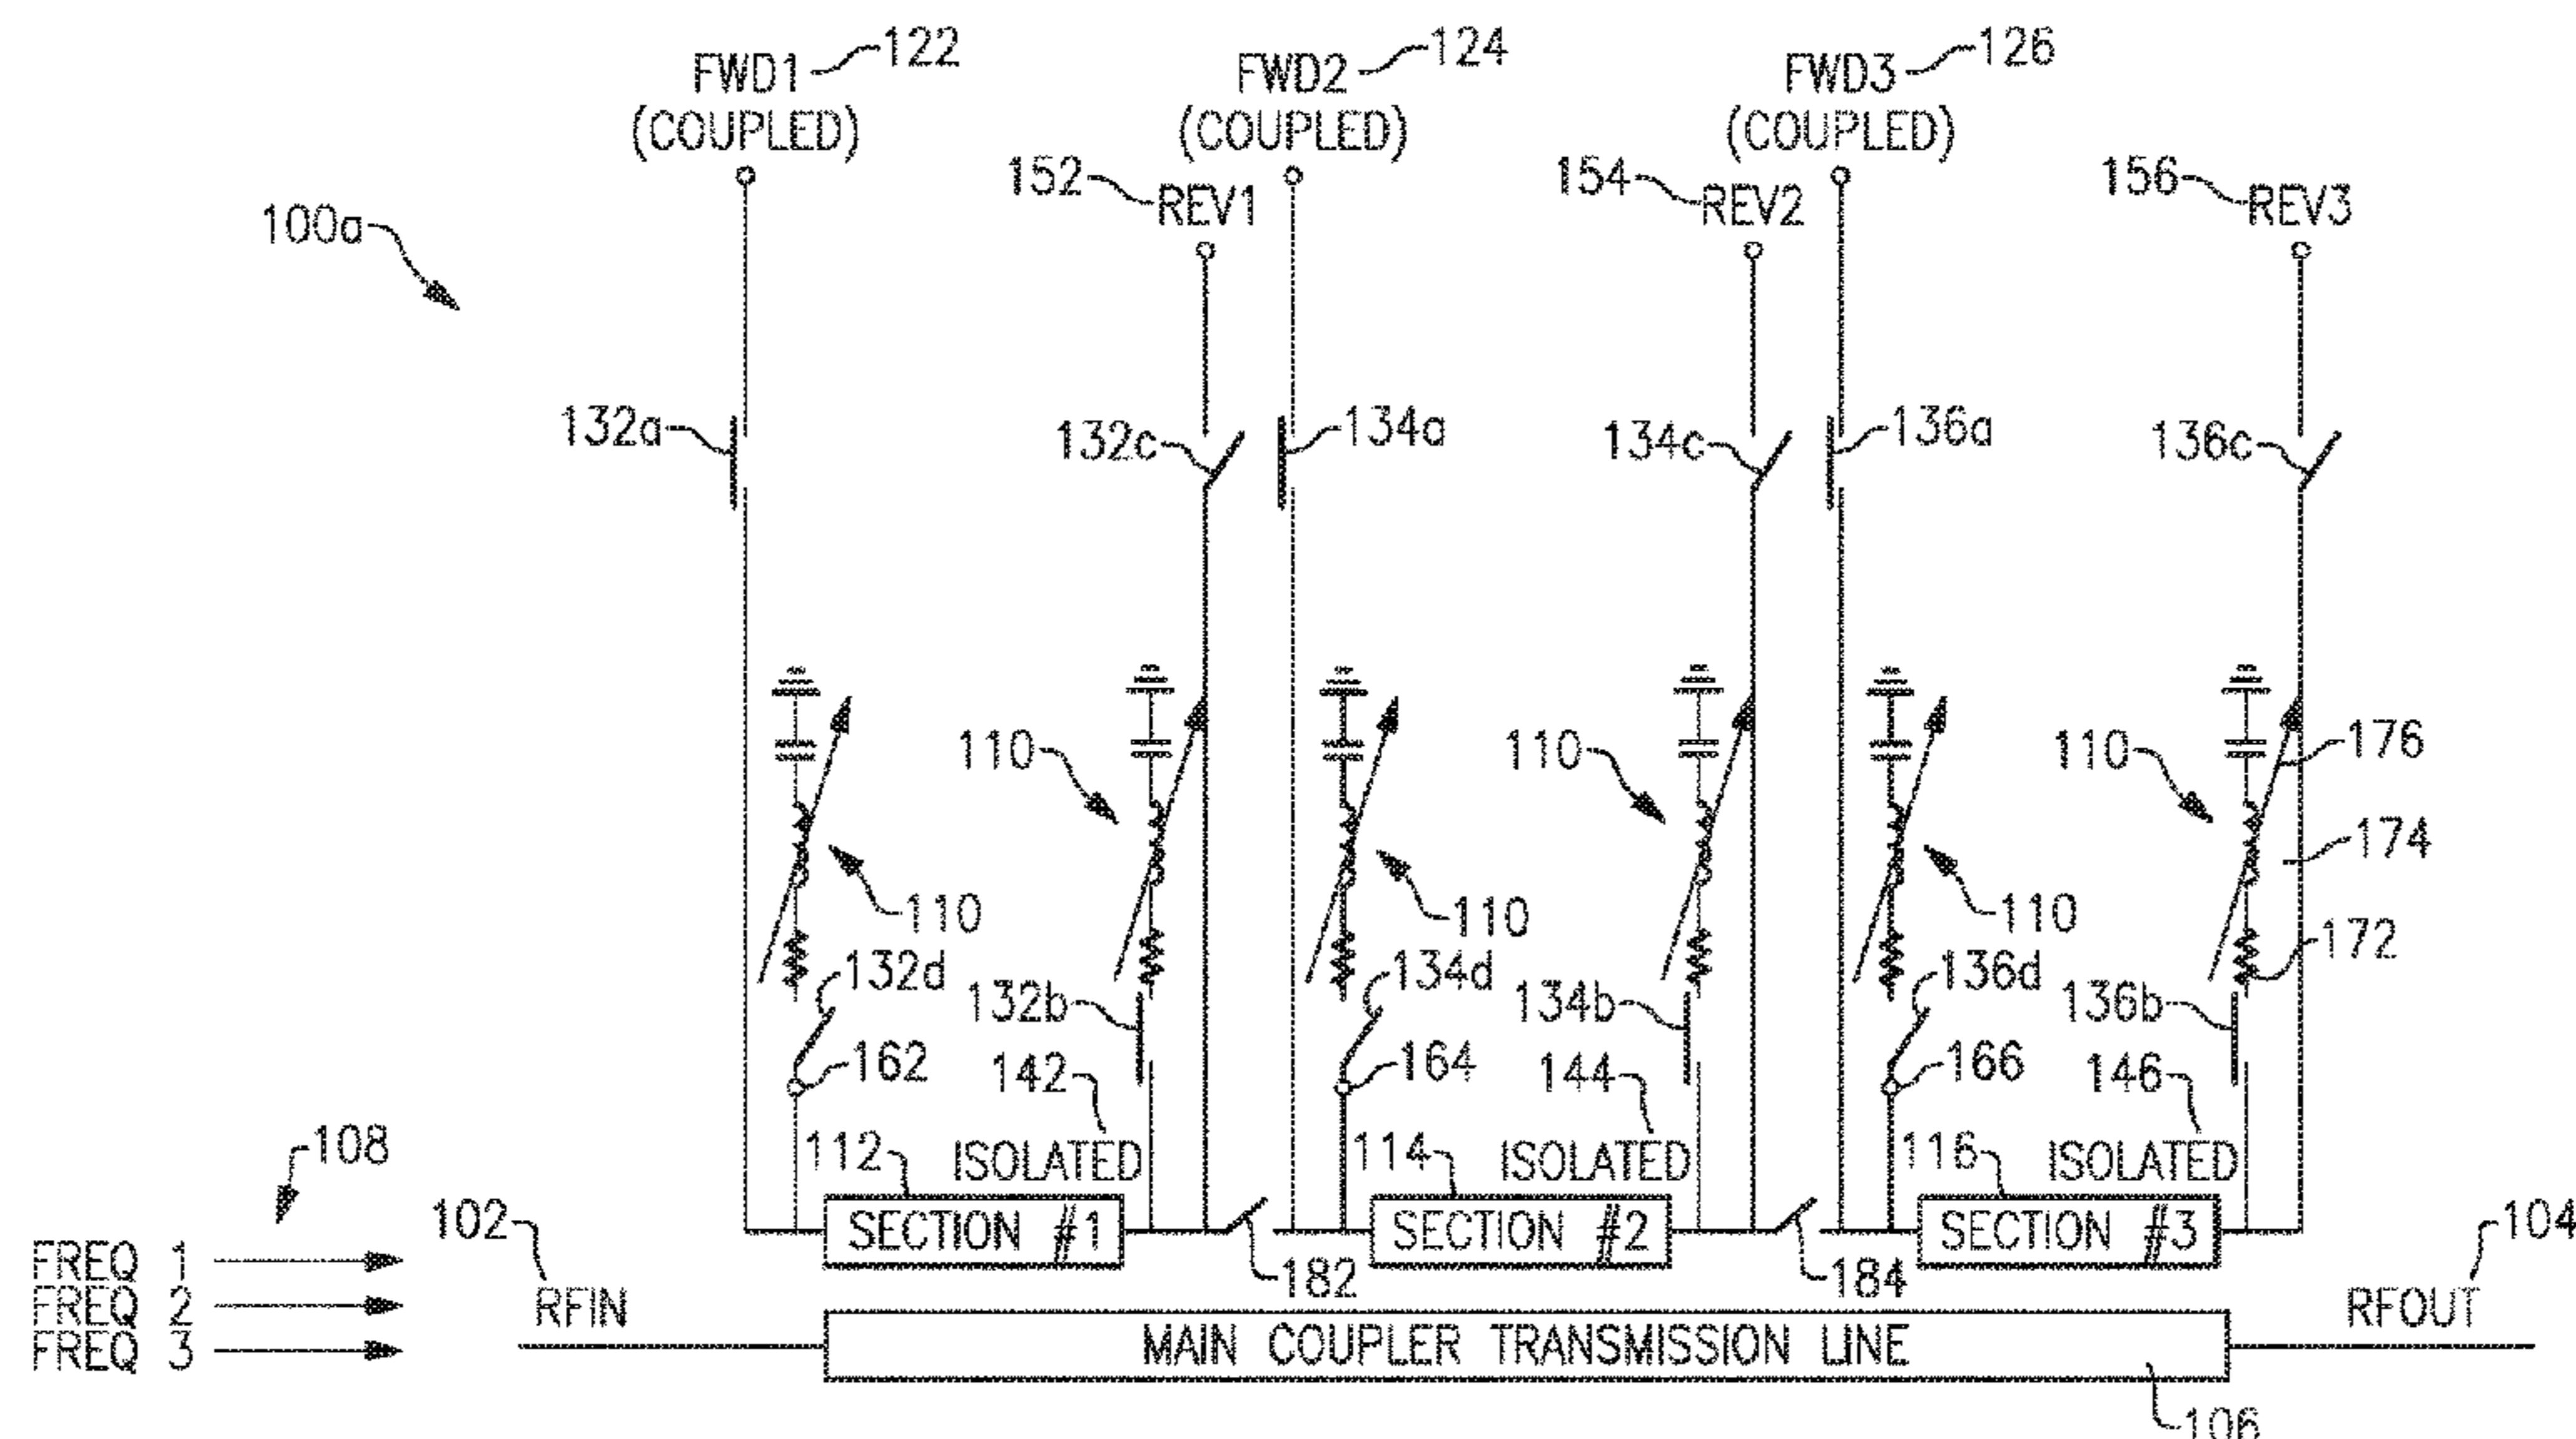 FWD1 122
(COUPLED)
FWD2 124
(COUPLED)
FWD3 126
(COUPLED)
152 REV1
154 REV2
156 REV3
100a
132a
132c
134a
134c
136a
136c
110
110
110
176
174
110
110
110
172
132d
132b
134d
134b
136d
136b
162
142
164
144
166
146
108
112
ISOLATED
114
ISOLATED
116
ISOLATED
102
SECTION #1
SECTION #2
SECTION #3
104
FREQ 1
FREQ 2
FREQ 3
RFIN
182
184
RFOUT
MAIN COUPLER TRANSMISSION LINE
106